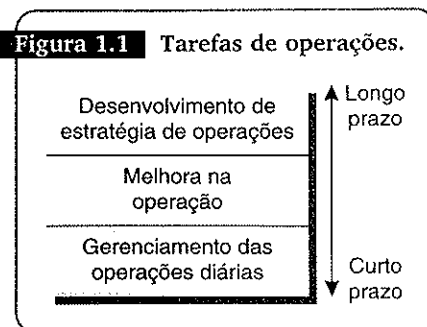 Figura 1.1 Tarefas de operações.
Desenvolvimento de
estratégia de operações
Longo
prazo
Melhora na
operação
Gerenciamento das
operações diárias
Curto
prazo